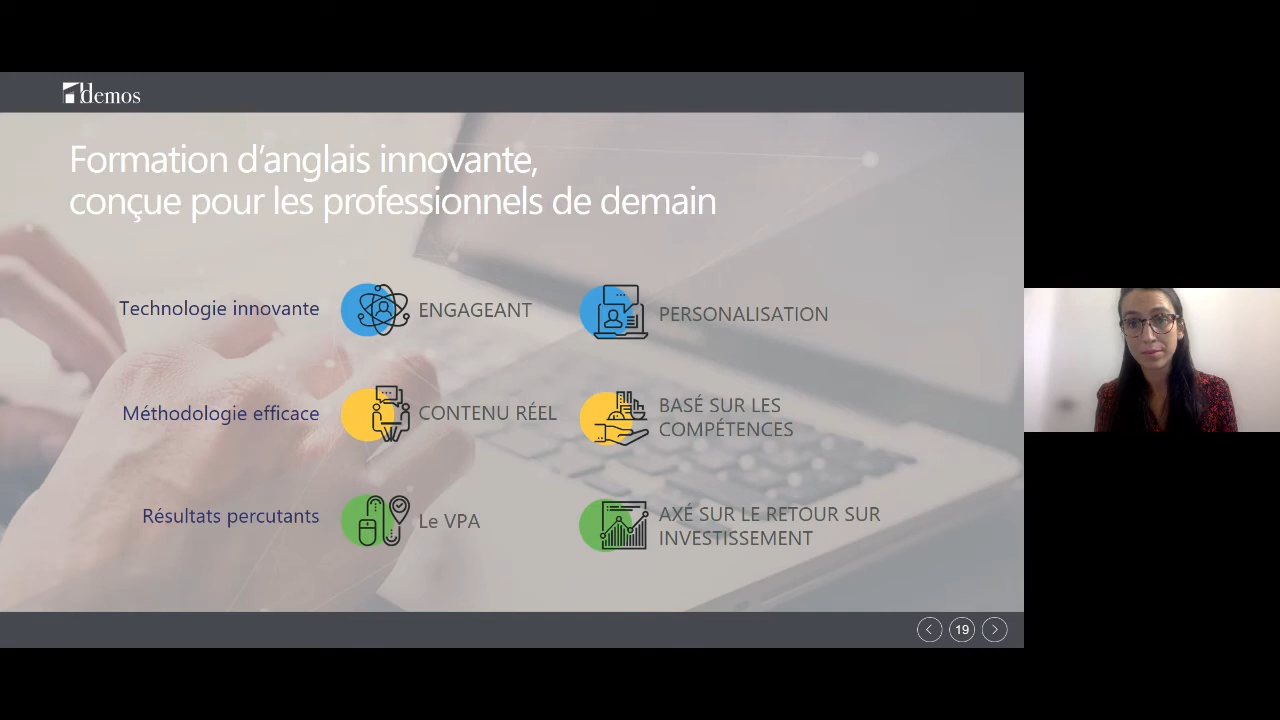 demos
Formation d’anglais innovante,
conçue pour les professionnels de demain
Technologie innovante
ENGAGEANT
PERSONALISATION
Méthodologie efficace
CONTENU RÉEL
BASÉ SUR LES
COMPÉTENCES
Résultats percutants
Le VPA
AXÉ SUR LE RETOUR SUR
INVESTISSEMENT
19